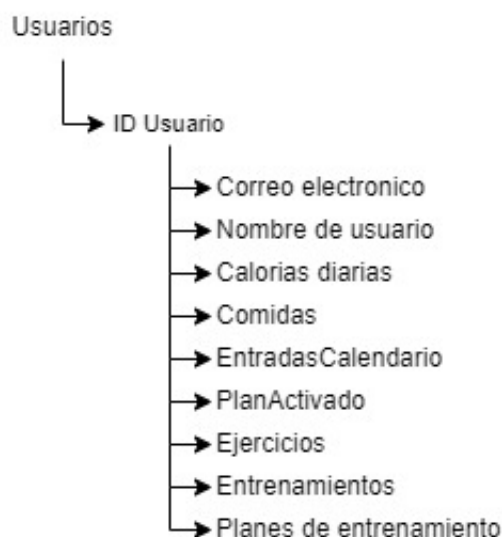 Usuarios
ID Usuario
Correo electronico
Nombre de usuario
Calorias diarias
Comidas
EntradasCalendario
PlanActivado
Ejercicios
Entrenamientos
Planes de entrenamiento